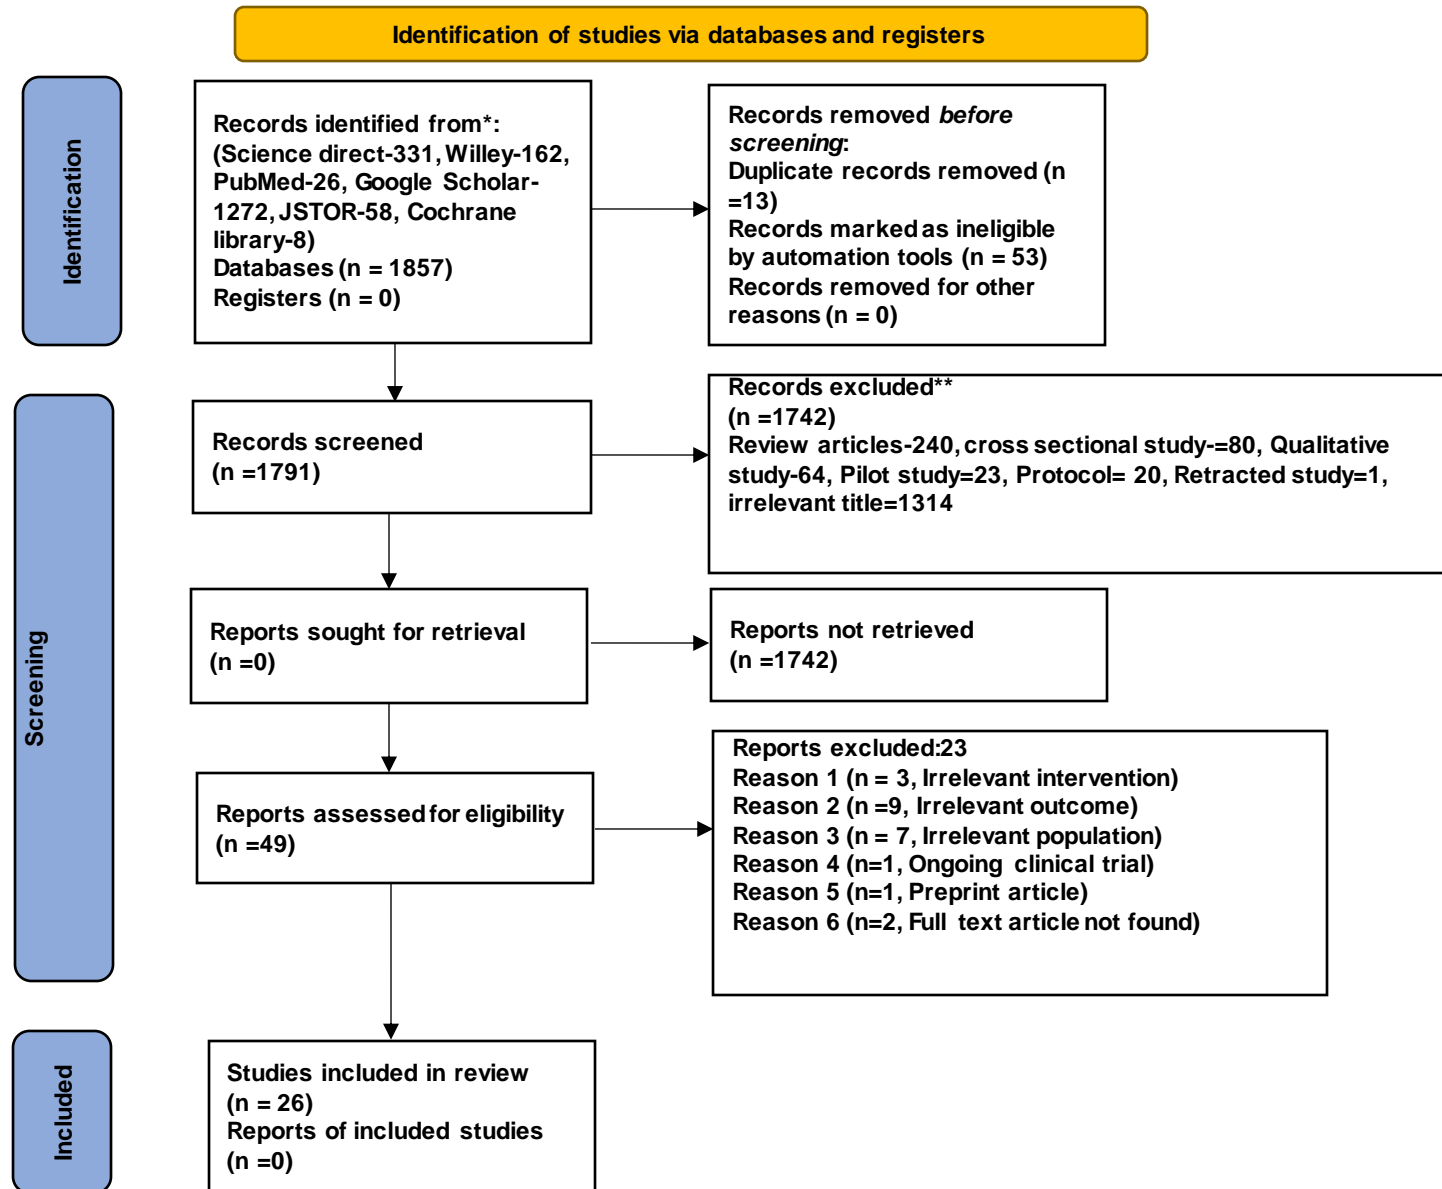 Identification of studies via databases and registers
Identification
Records identified from*:
(Science direct-331, Willey-162,
PubMed-26, Google Scholar-
1272, JSTOR-58, Cochrane
library-8)
Databases (n = 1857)
Registers (n = 0)
Records removed before
screening:
Duplicate records removed (n
=13)
Records marked as ineligible
by automation tools (n = 53)
Records removed for other
reasons (n = 0)
Screening
Records screened
(n =1791)
Records excluded**
(n =1742)
Review articles-240, cross sectional study-=80, Qualitative
study-64, Pilot study=23, Protocol= 20, Retracted study=1,
irrelevant title=1314
Reports sought for retrieval
(n =0)
Reports not retrieved
(n =1742)
Reports assessed for eligibility
(n =49)
Reports excluded:23
Reason 1 (n = 3, Irrelevant intervention)
Reason 2 (n =9, Irrelevant outcome)
Reason 3 (n = 7, Irrelevant population)
Reason 4 (n=1, Ongoing clinical trial)
Reason 5 (n=1, Preprint article)
Reason 6 (n=2, Full text article not found)
Included
Studies included in review
(n = 26)
Reports of included studies
(n =0)